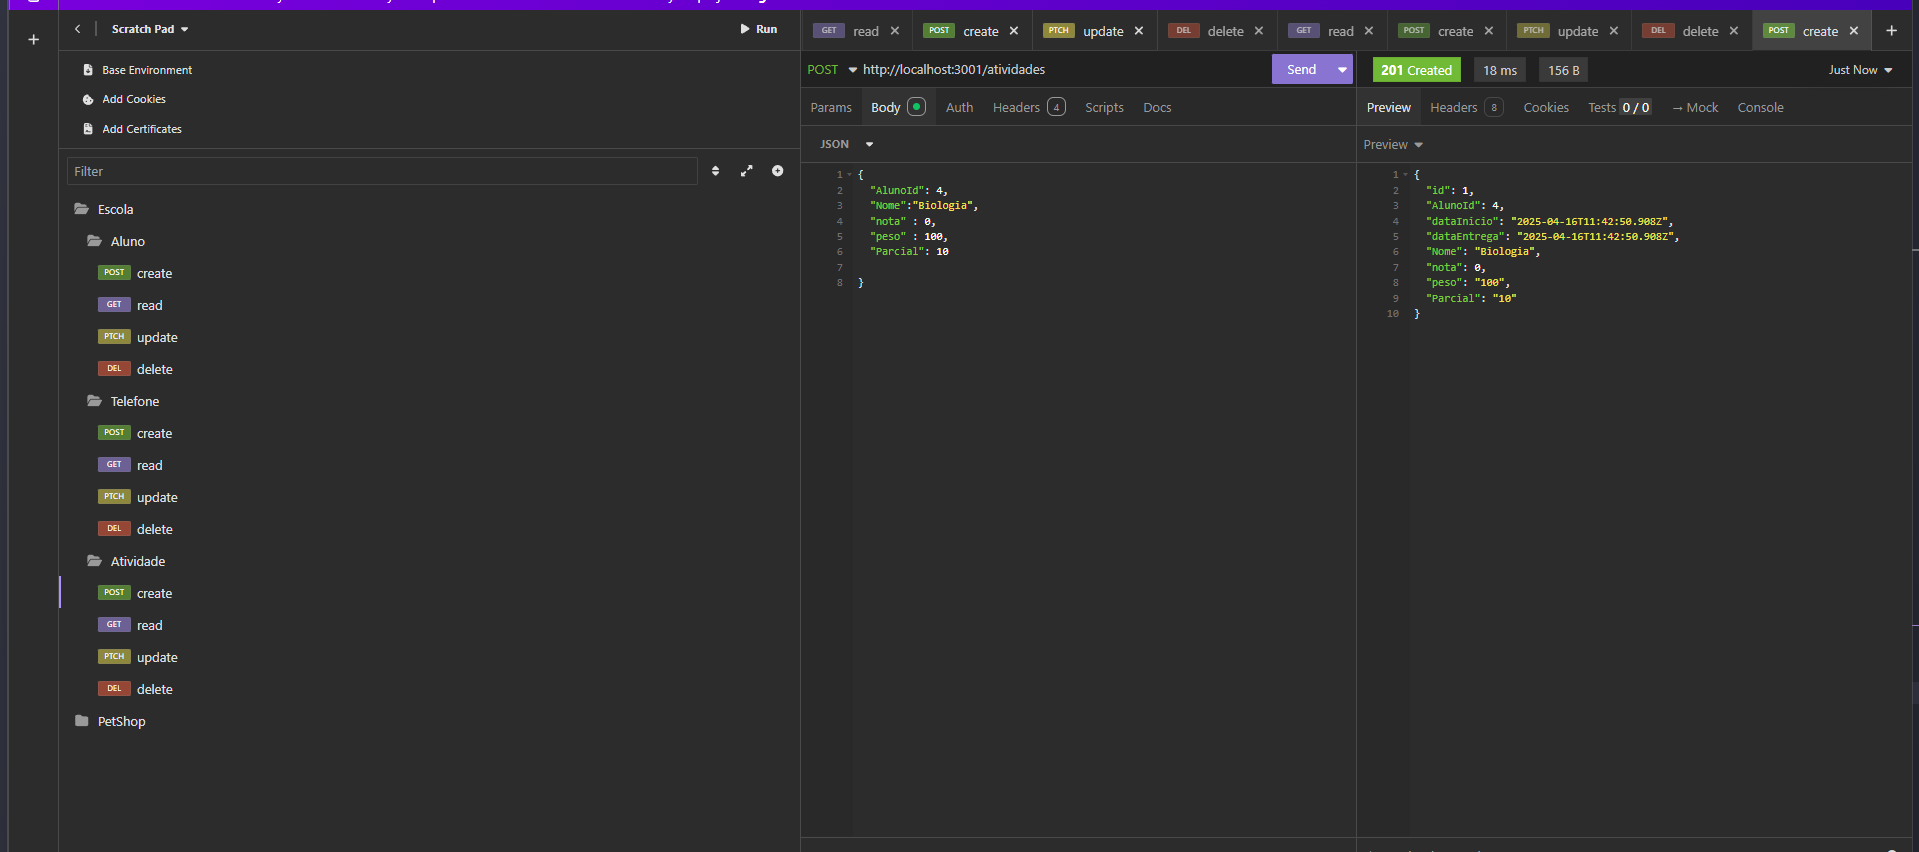 Scratch Pad
Run
Base Environment
Add Cookies
Add Certificates
Filter
Escola
Aluno
POST create
GET read
PTCH update
DEL delete
Telefone
POST create
GET read
PTCH update
DEL delete
Atividade
POST create
GET read
PTCH update
DEL delete
PetShop
GET read
POST create
PTCH update
DEL delete
GET read
POST create
PTCH update
DEL delete
POST create
POST http://localhost:3001/atividades
Send
Params Body Auth Headers 4 Scripts Docs
JSON
1 {
2 "AlunoId": 4,
3 "Nome":"Biologia",
4 "nota" : 0,
5 "peso" : 100,
6 "Parcial": 10
7
8 }
201 Created 18 ms 156 B Just Now
Preview Headers 8 Cookies Tests 0 / 0 → Mock Console
Preview
1 {
2 "id": 1,
3 "AlunoId": 4,
4 "dataInicio": "2025-04-16T11:42:50.908Z",
5 "dataEntrega": "2025-04-16T11:42:50.908Z",
6 "Nome": "Biologia",
7 "nota": 0,
8 "peso": "100",
9 "Parcial": "10"
10 }